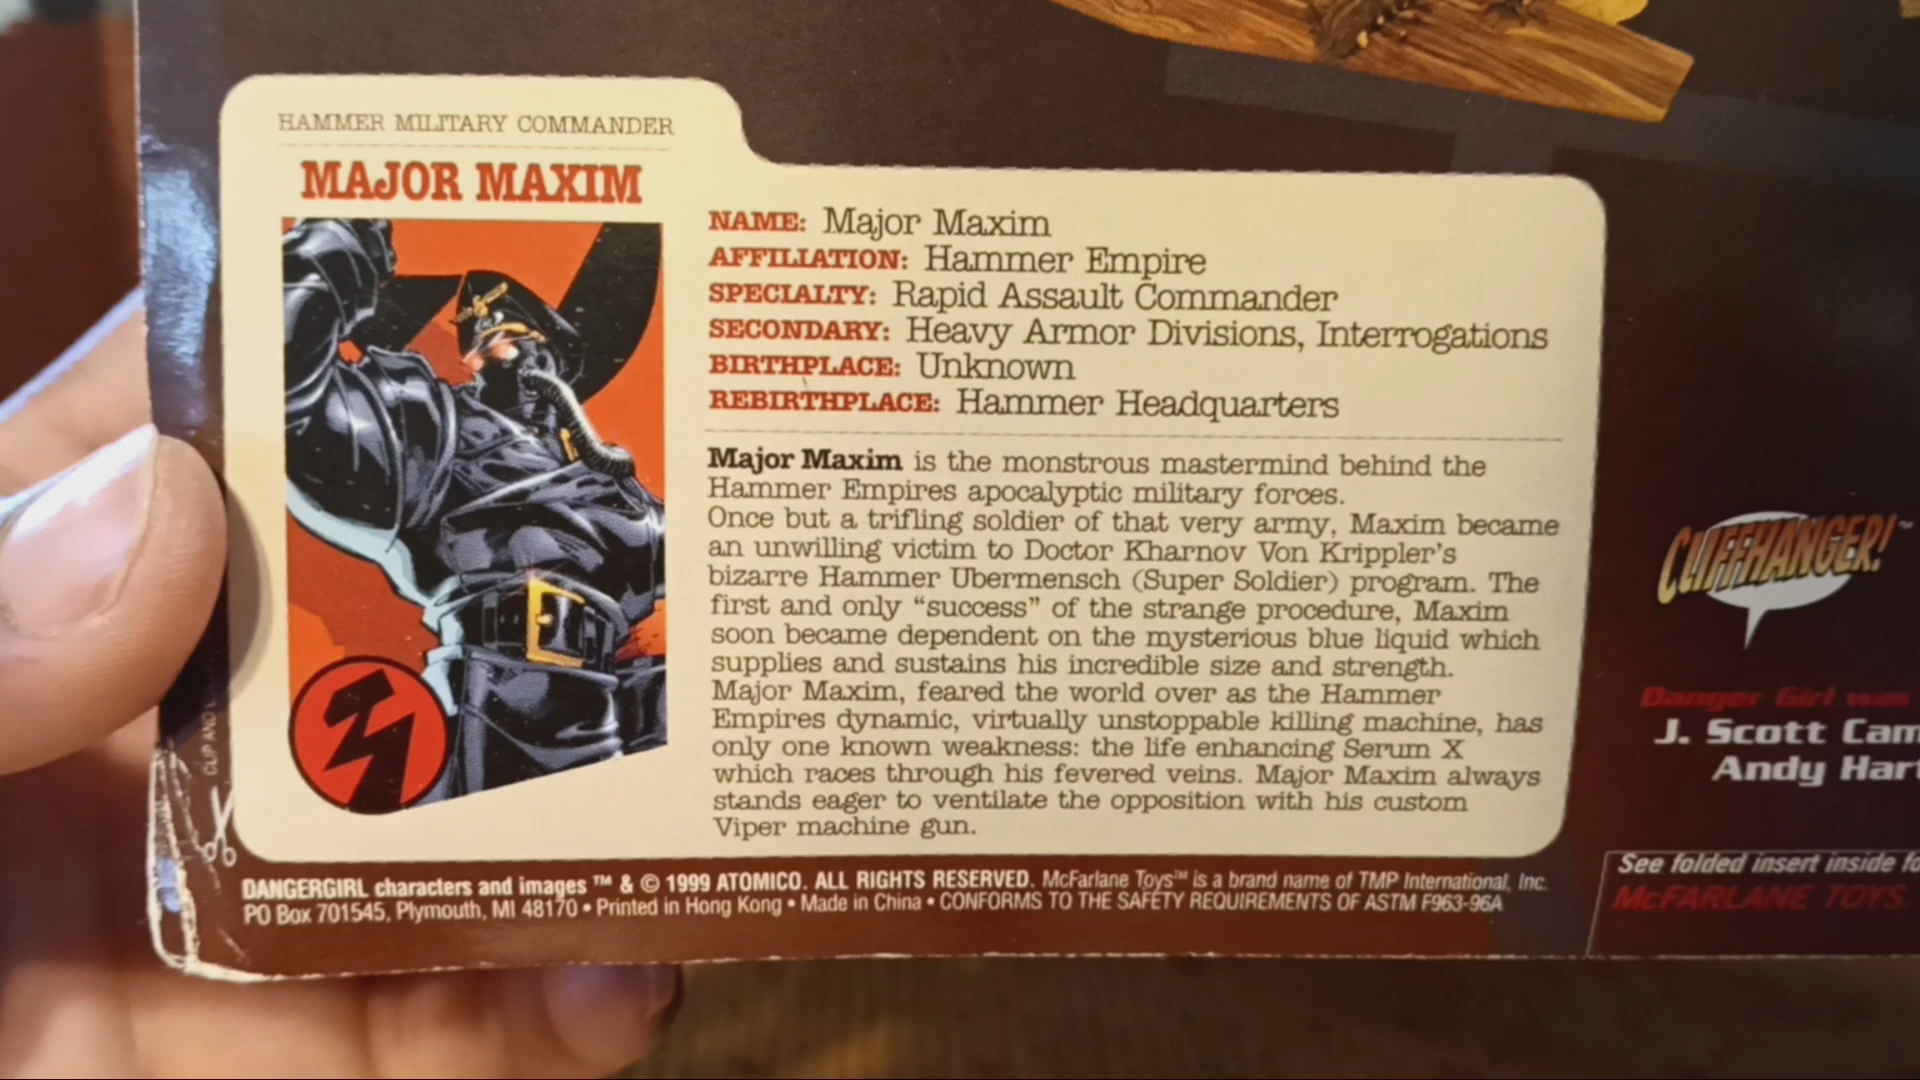 HAMMER MILITARY COMMANDER
MAJOR MAXIM
NAME: Major Maxim
AFFILIATION: Hammer Empire
SPECIALTY: Rapid Assault Commander
SECONDARY: Heavy Armor Divisions, Interrogations
BIRTHPLACE: Unknown
REBIRTHPLACE: Hammer Headquarters
Major Maxim is the monstrous mastermind behind the
Hammer Empires apocalyptic military forces.
Once but a trifling soldier of that very army, Maxim became
an unwilling victim to Doctor Kharnov Von Krippler's
bizarre Hammer Ubermensch (Super Soldier) program. The
first and only “success” of the strange procedure, Maxim
soon became dependent on the mysterious blue liquid which
supplies and sustains his incredible size and strength.
Major Maxim, feared the world over as the Hammer
Empires dynamic, virtually unstoppable killing machine, has
only one known weakness: the life enhancing Serum X
which races through his fevered veins. Major Maxim always
stands eager to ventilate the opposition with his custom
Viper machine gun.
CLIP AND
DANGERGIRL characters and images ™ & © 1999 ATOMICO. ALL RIGHTS RESERVED. McFarlane Toys™ is a brand name of TMP International, Inc.
PO Box 701545, Plymouth, MI 48170 • Printed in Hong Kong • Made in China • CONFORMS TO THE SAFETY REQUIREMENTS OF ASTM F963-96A
CLIFFHANGER!™
Danger Girl was
J. Scott Cam
Andy Hart
See folded insert inside fo
McFARLANE TOYS.